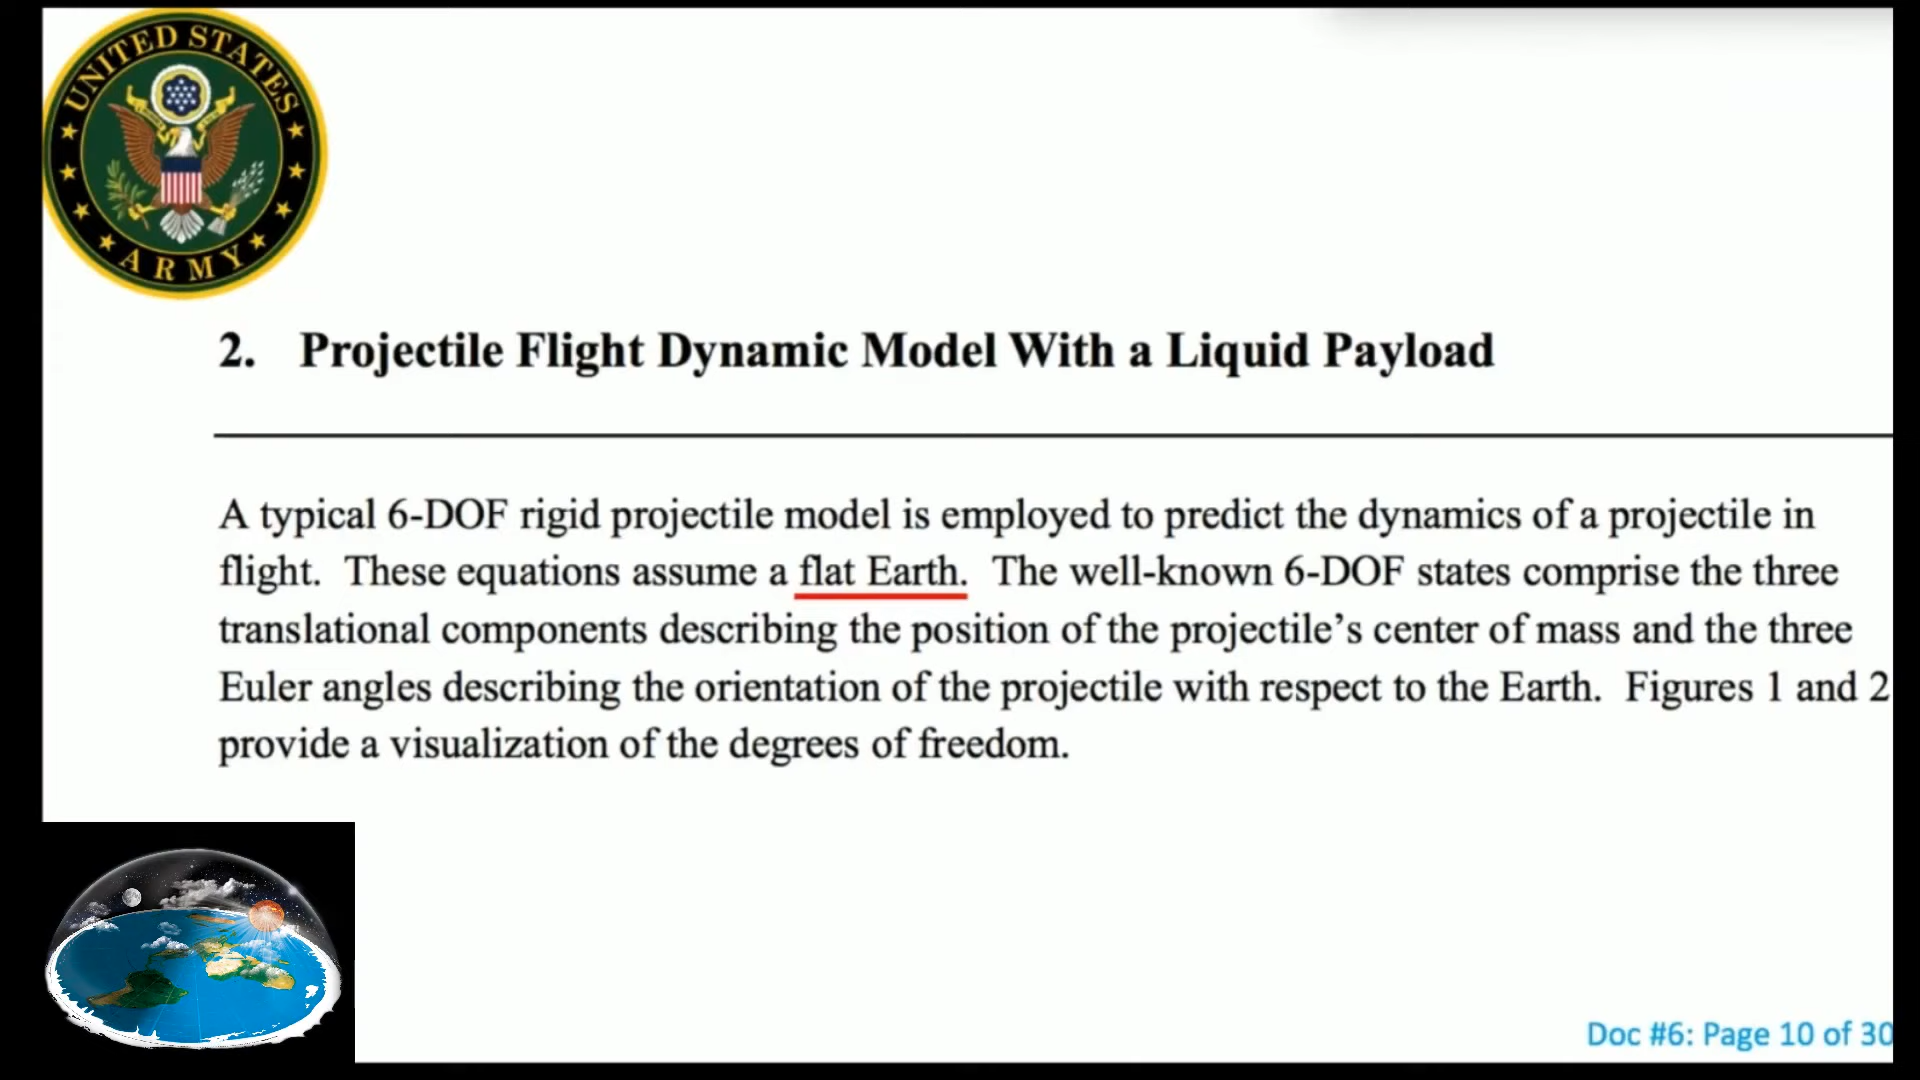 UNITED STATES
ARMY
2. Projectile Flight Dynamic Model With a Liquid Payload
A typical 6-DOF rigid projectile model is employed to predict the dynamics of a projectile in
flight. These equations assume a flat Earth. The well-known 6-DOF states comprise the three
translational components describing the position of the projectile’s center of mass and the three
Euler angles describing the orientation of the projectile with respect to the Earth. Figures 1 and 2
provide a visualization of the degrees of freedom.
Doc #6: Page 10 of 30